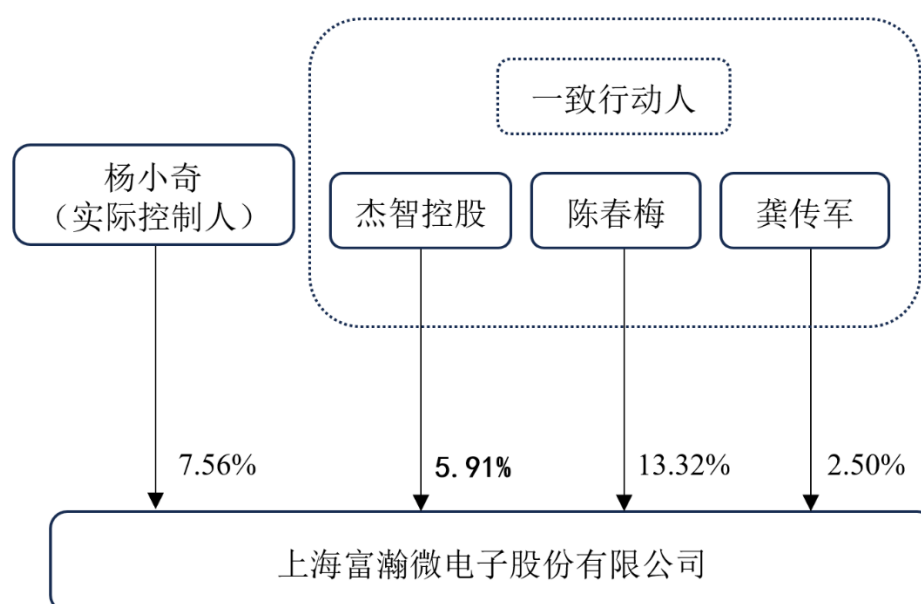 一致行动人
杨小奇
（实际控制人）
杰智控股
陈春梅
龚传军
7.56%
5.91%
13.32%
2.50%
上海富瀚微电子股份有限公司